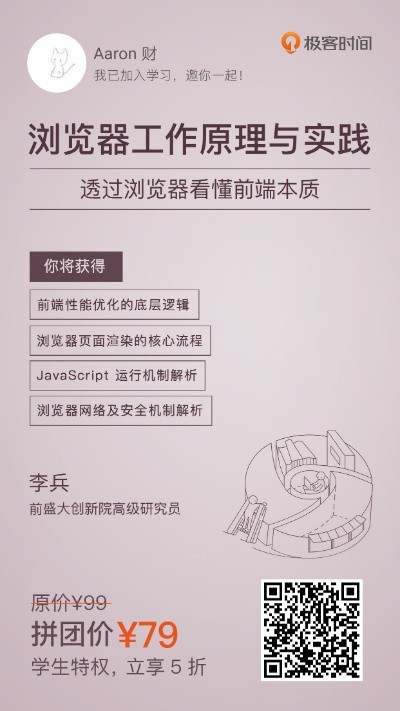 Aaron 财
极客时间
我已加入学习，邀你一起！
浏览器工作原理与实践
透过浏览器看懂前端本质
你将获得
前端性能优化的底层逻辑
浏览器页面渲染的核心流程
JavaScript 运行机制解析
浏览器网络及安全机制解析
李兵
前盛大创新院高级研究员
原价¥99
拼团价 ¥79
学生特权，立享 5 折